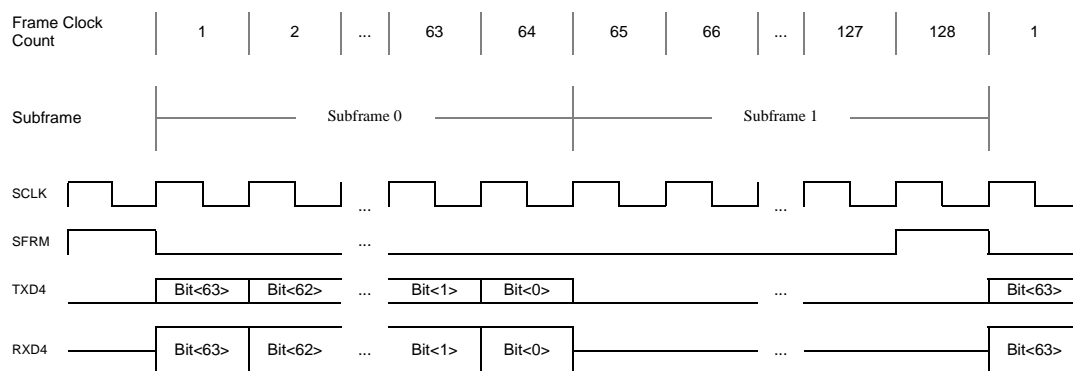 Frame Clock Count 1 2 ... 63 64 65 66 ... 127 128 1
Subframe Subframe 0 Subframe 1
SCLK ... ...
SFRM ...
TXD4 Bit<63> Bit<62> ... Bit<1> Bit<0> ... Bit<63>
RXD4 Bit<63> Bit<62> ... Bit<1> Bit<0> ... Bit<63>